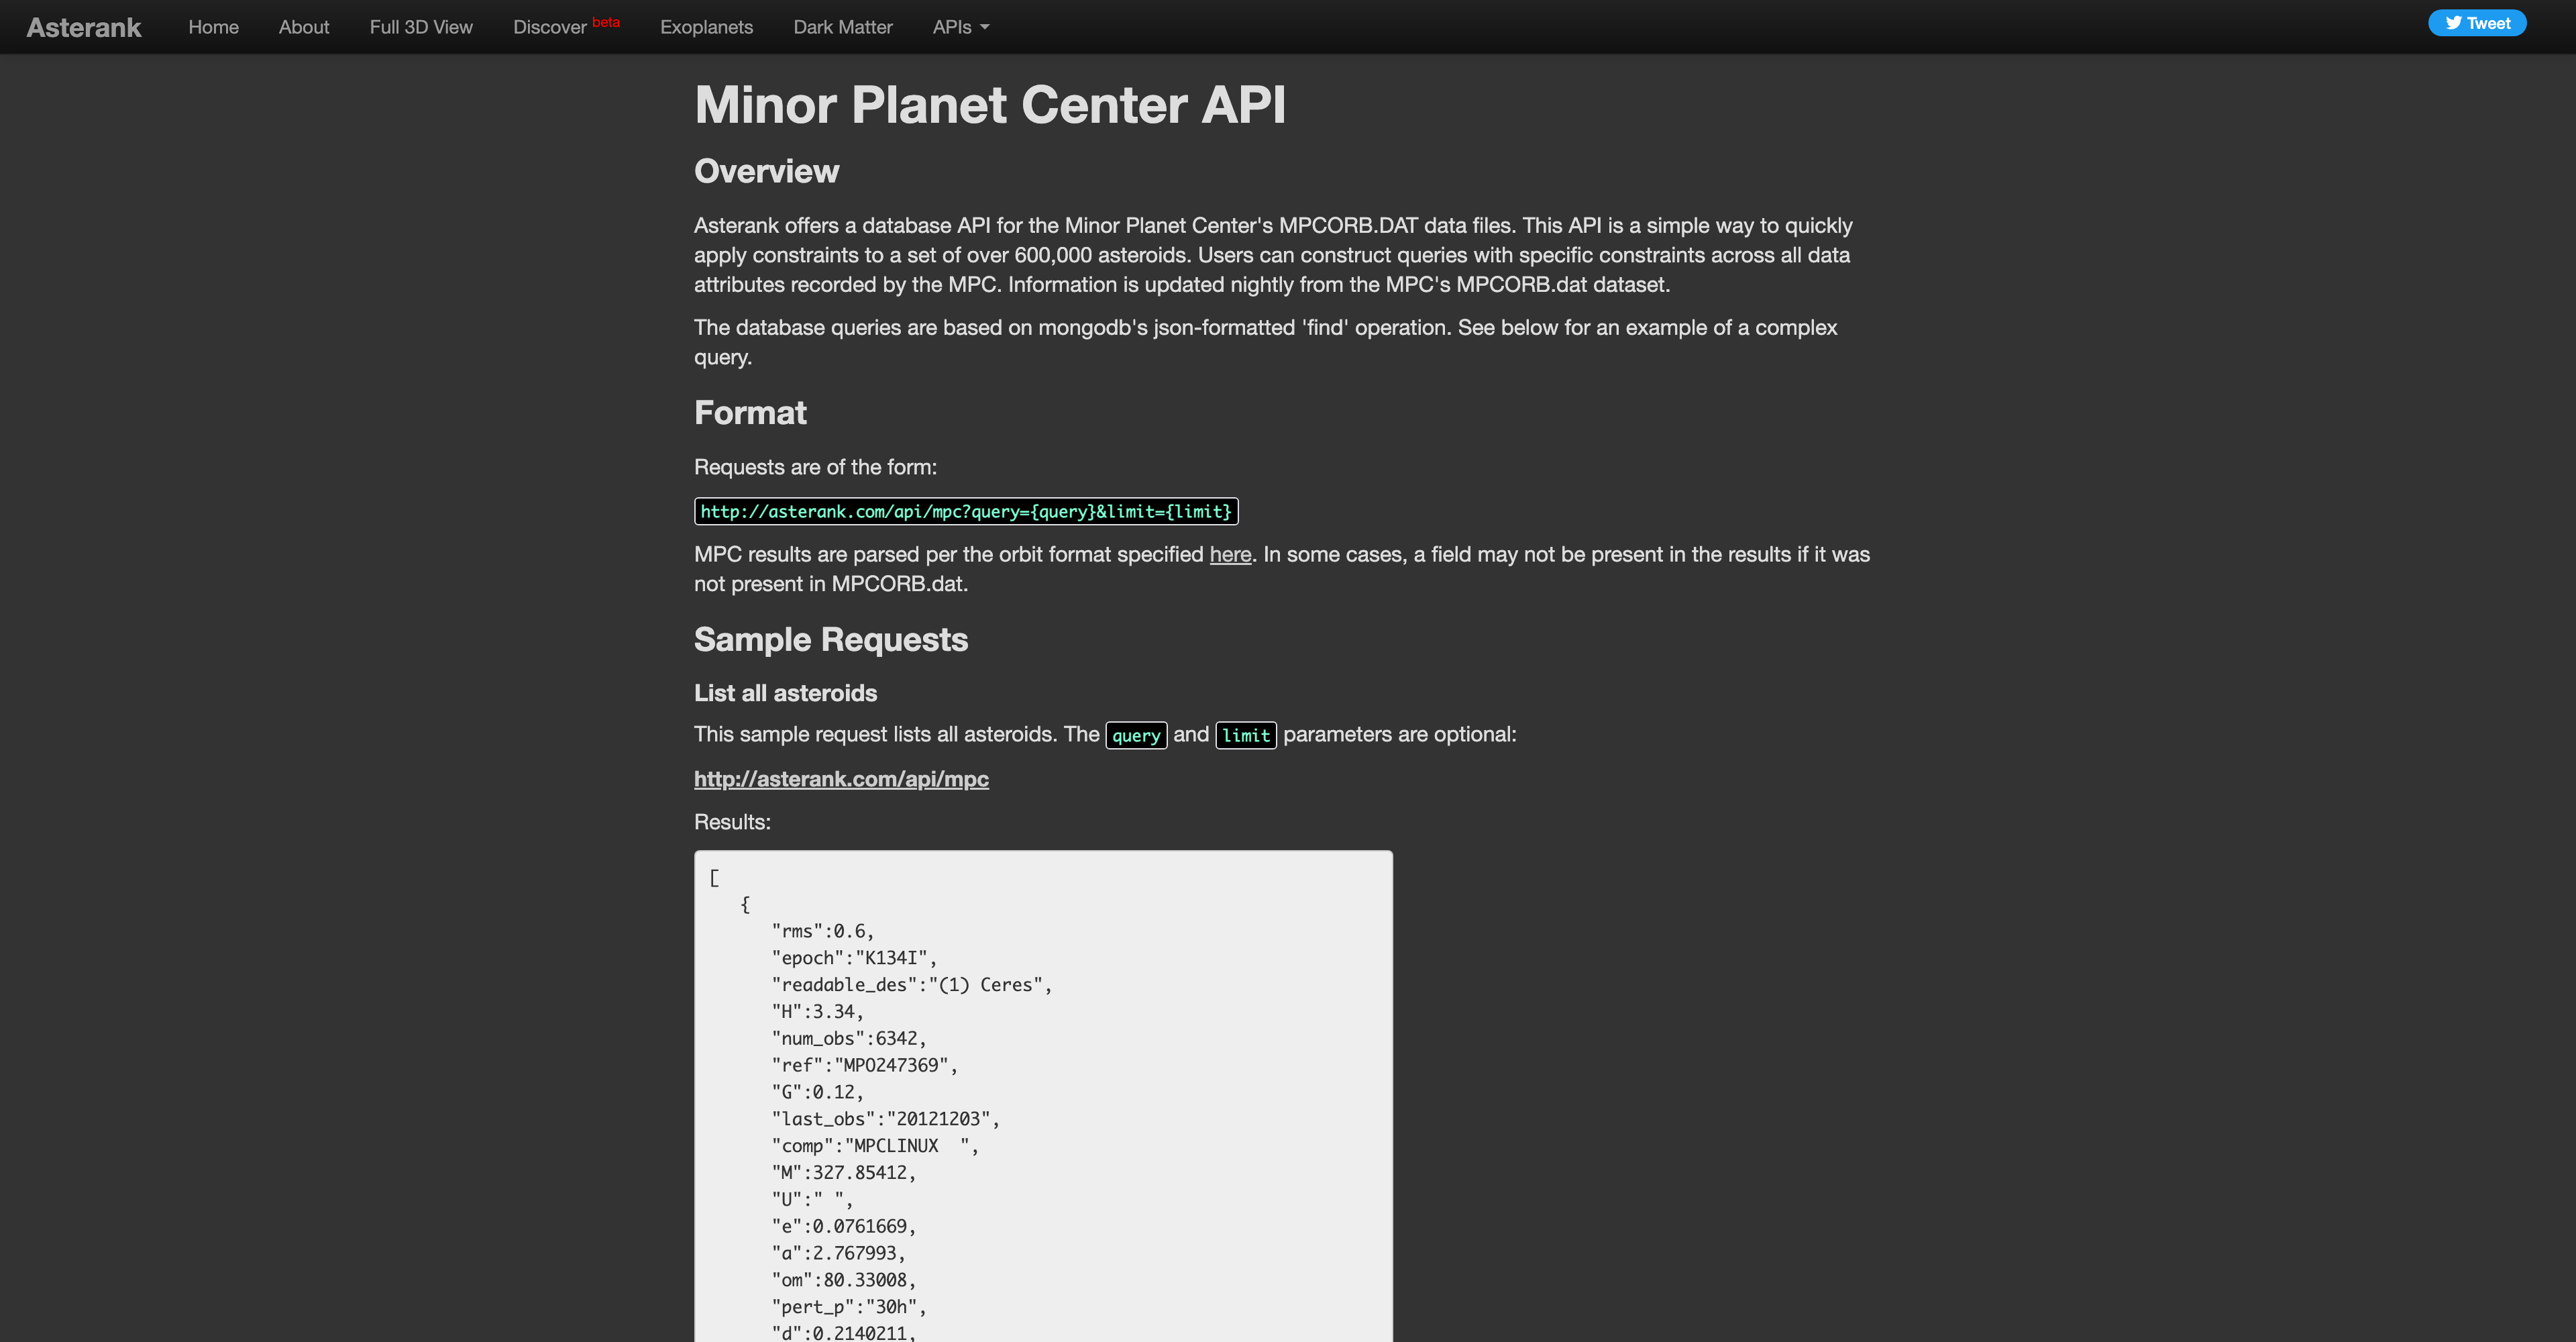 Asterank Home About Full 3D View Discover beta Exoplanets Dark Matter APIs Tweet
Minor Planet Center API
Overview
Asterank offers a database API for the Minor Planet Center's MPCORB.DAT data files. This API is a simple way to quickly
apply constraints to a set of over 600,000 asteroids. Users can construct queries with specific constraints across all data
attributes recorded by the MPC. Information is updated nightly from the MPC's MPCORB.dat dataset.
The database queries are based on mongodb's json-formatted 'find' operation. See below for an example of a complex
query.
Format
Requests are of the form:
http://asterank.com/api/mpc?query={query}&limit={limit}
MPC results are parsed per the orbit format specified here. In some cases, a field may not be present in the results if it was
not present in MPCORB.dat.
Sample Requests
List all asteroids
This sample request lists all asteroids. The query and limit parameters are optional:
http://asterank.com/api/mpc
Results:
[
{
"rms":0.6,
"epoch":"K134I",
"readable_des":"(1) Ceres",
"H":3.34,
"num_obs":6342,
"ref":"MPO247369",
"G":0.12,
"last_obs":"20121203",
"comp":"MPCLINUX  ",
"M":327.85412,
"U":" ",
"e":0.0761669,
"a":2.767993,
"om":80.33008,
"pert_p":"30h",
"d":0.2140211,